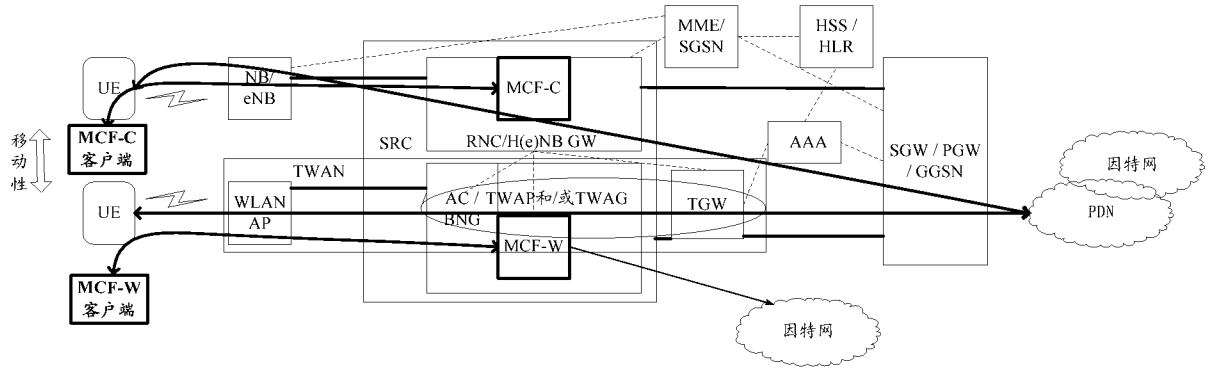 MME/
SGSN
HSS /
HLR
UE
NB/
eNB
MCF-C
MCF-C
客户端
移动性
SRC
RNC/H(e)NB GW
AAA
SGW / PGW
/ GGSN
因特网
PDN
TWAN
UE
WLAN
AP
AC / TWAP和/或TWAG
BNG
TGW
MCF-W
MCF-W
客户端
因特网